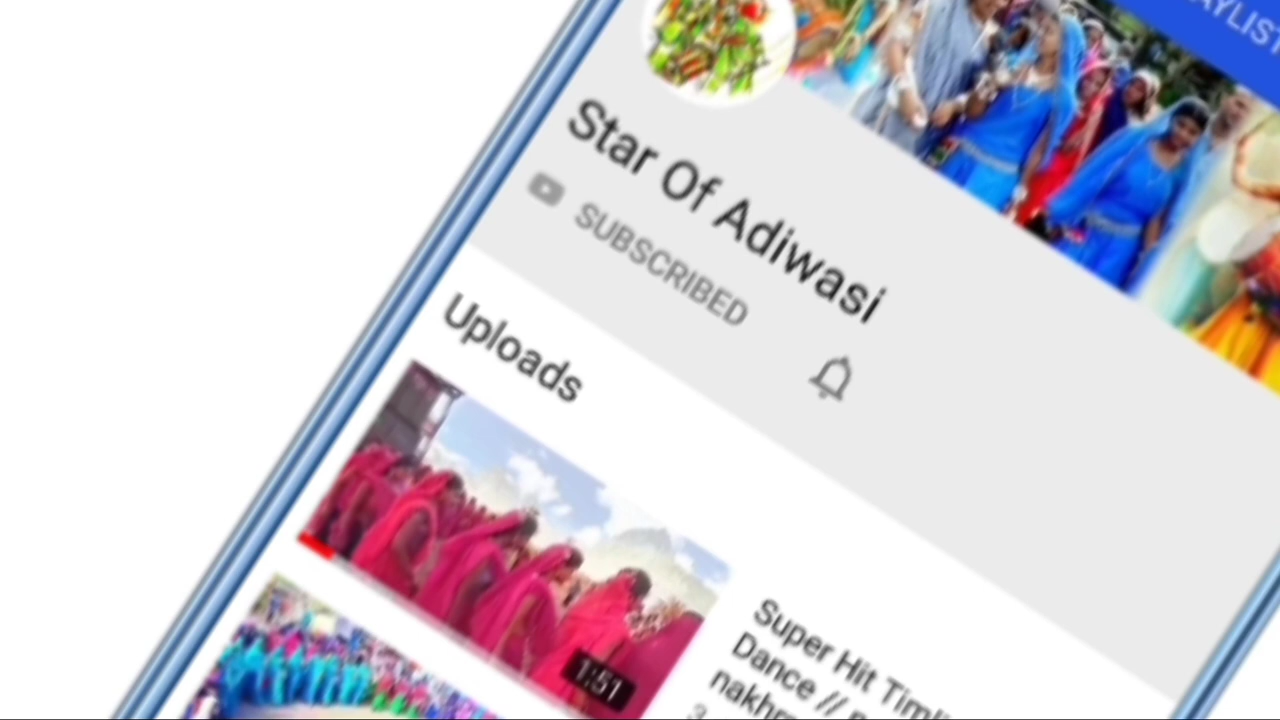 Star Of Adiwasi
SUBSCRIBED
Uploads
1:51
Super Hit
Dance //